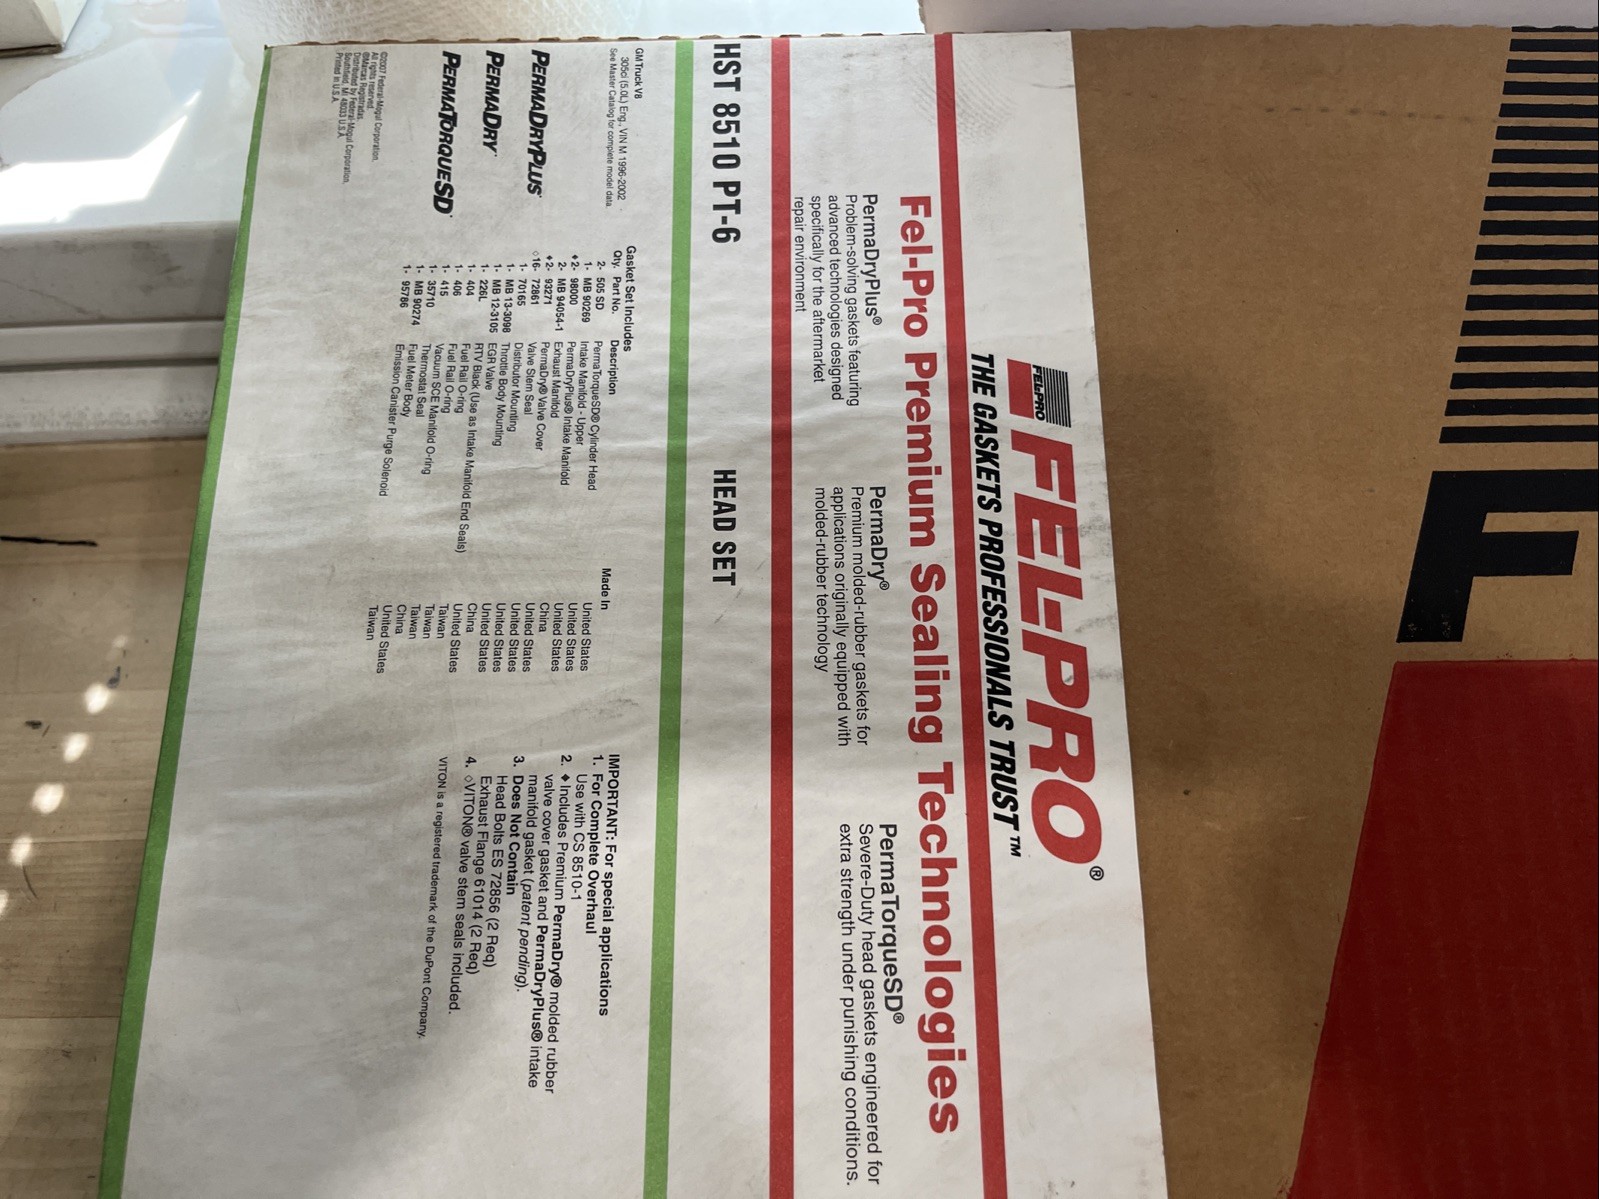 FEL-PRO
FEL-PRO®
THE GASKETS PROFESSIONALS TRUST™
Fel-Pro Premium Sealing Technologies
PermaDryPlus®
Problem-solving gaskets featuring
advanced technologies designed
specifically for the aftermarket
repair environment
PermaDry®
Premium molded-rubber gaskets for
applications originally equipped with
molded-rubber technology
PermaTorqueSD®
Severe-Duty head gaskets engineered for
extra strength under punishing conditions.
HST 8510 PT-6 HEAD SET
GM Truck V8
305ci (5.0L) Eng., VIN M 1996-2002
See Master Catalog for complete model data.
PERMADRYPLUS®
PERMADRY®
PERMATORQUESD®
©2007 Federal-Mogul Corporation.
All rights reserved.
®Marcas Registradas.
Distributed by Federal-Mogul Corporation.
Southfield, MI 48033 U.S.A.
Printed in U.S.A.
Gasket Set Includes
Qty. Part No. Description Made In
2- 505 SD PermaTorqueSD® Cylinder Head United States
1- MB 90269 Intake Manifold - Upper United States
♦2- 98000 PermaDryPlus® Intake Manifold United States
2- MB 94054-1 Exhaust Manifold China
♦2- 93271 PermaDry® Valve Cover United States
◊16- 72861 Valve Stem Seal United States
1- 70165 Distributor Mounting United States
1- MB 13-3098 Throttle Body Mounting United States
1- MB 12-3105 EGR Valve China
1- 226L RTV Black (Use as Intake Manifold End Seals) United States
1- 404 Fuel Rail O-ring Taiwan
1- 406 Fuel Rail O-ring Taiwan
1- 415 Vacuum SCE Manifold O-ring Taiwan
1- 35710 Thermostat Seal China
1- MB 90274 Fuel Meter Body United States
1- 95786 Emission Canister Purge Solenoid Taiwan
IMPORTANT: For special applications
1. For Complete Overhaul
Use with CS 8510-1
2. ♦ Includes Premium PermaDry® molded rubber
valve cover gasket and PermaDryPlus® intake
manifold gasket (patent pending).
3. Does Not Contain
Head Bolts ES 72856 (2 Req)
Exhaust Flange 61014 (2 Req)
4. ◊VITON® valve stem seals included.
VITON is a registered trademark of the DuPont Company.
F